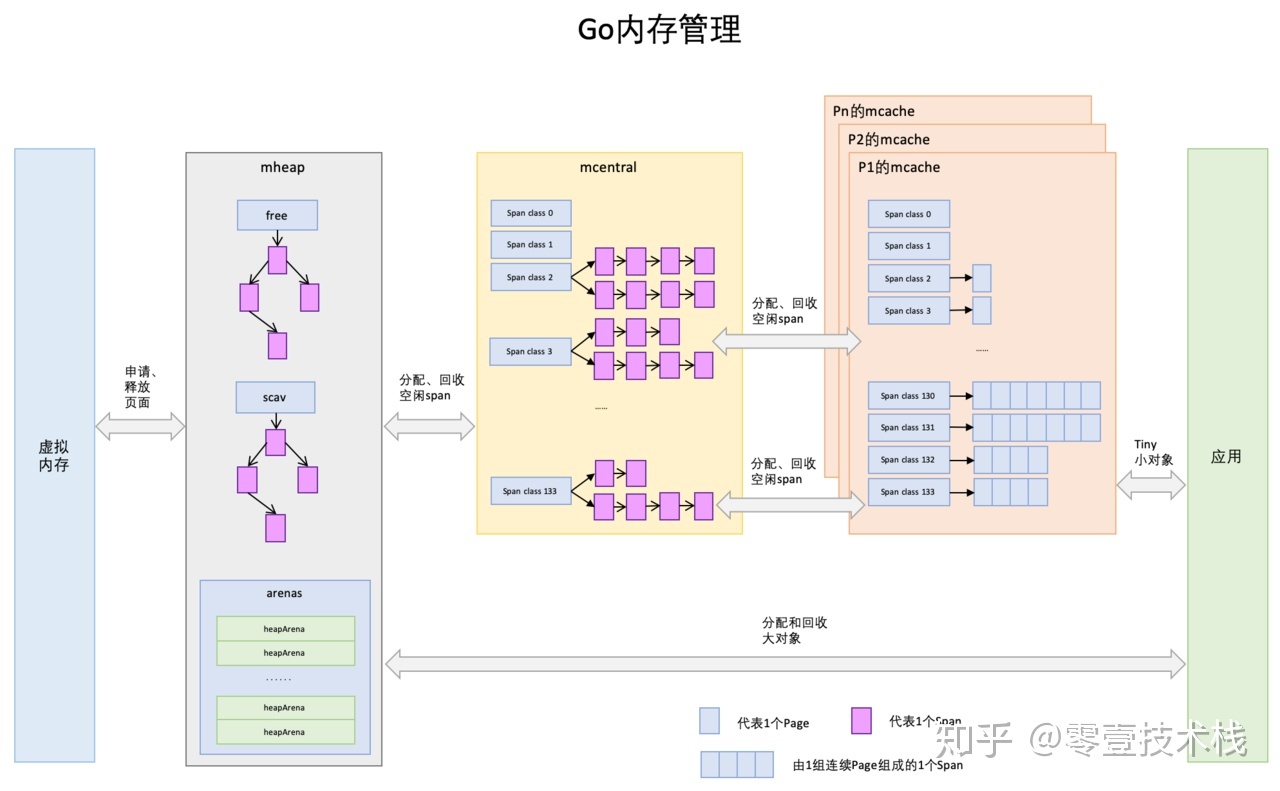 Go内存管理
虚拟
内存
申请、
释放
页面
mheap
free
scav
arenas
heapArena
heapArena
......
heapArena
heapArena
分配、回收
空闲span
mcentral
Span class 0
Span class 1
Span class 2
Span class 3
......
Span class 133
分配、回收
空闲span
分配、回收
空闲span
Pn的mcache
P2的mcache
P1的mcache
Span class 0
Span class 1
Span class 2
Span class 3
......
Span class 130
Span class 131
Span class 132
Span class 133
Tiny
小对象
应用
分配和回收
大对象
代表1个Page
代表1个Span
由1组连续Page组成的1个Span
知乎 @零壹技术栈